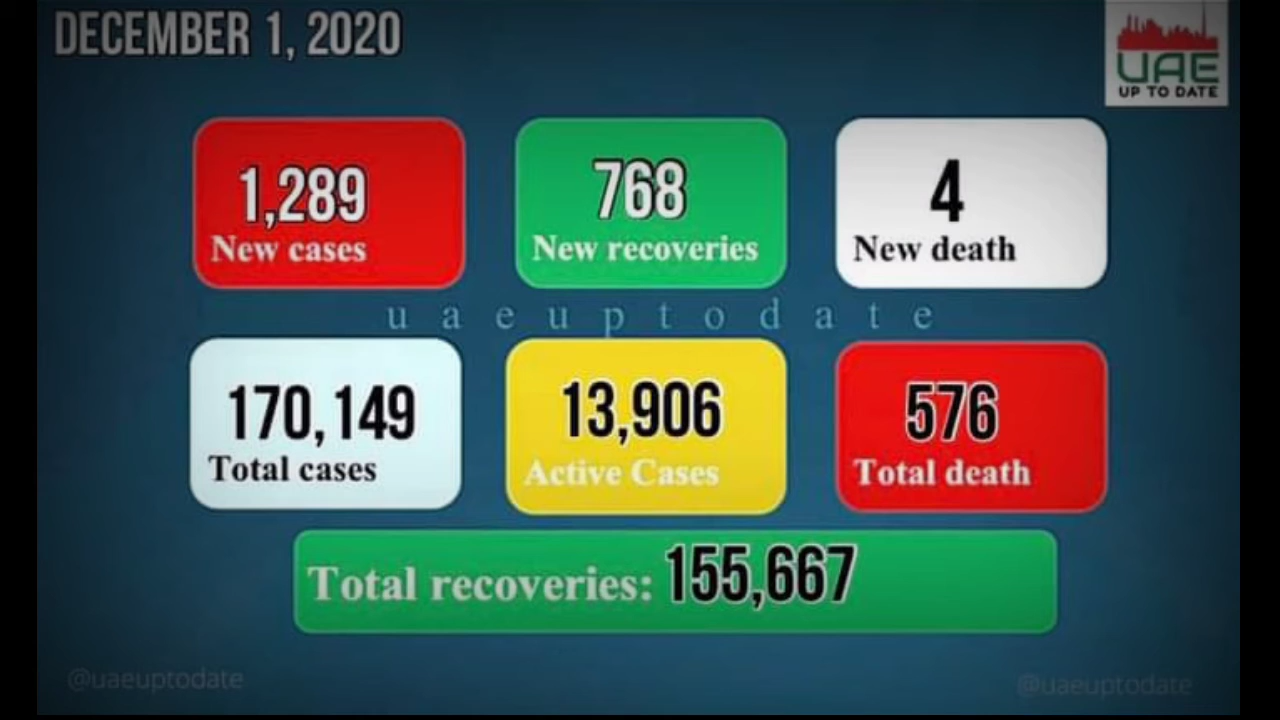 DECEMBER 1, 2020
UAE
UP TO DATE
1,289
New cases
768
New recoveries
4
New death
uaeuptodate
170,149
Total cases
13,906
Active Cases
576
Total death
Total recoveries: 155,667
@uaeuptodate
@uaeuptodate